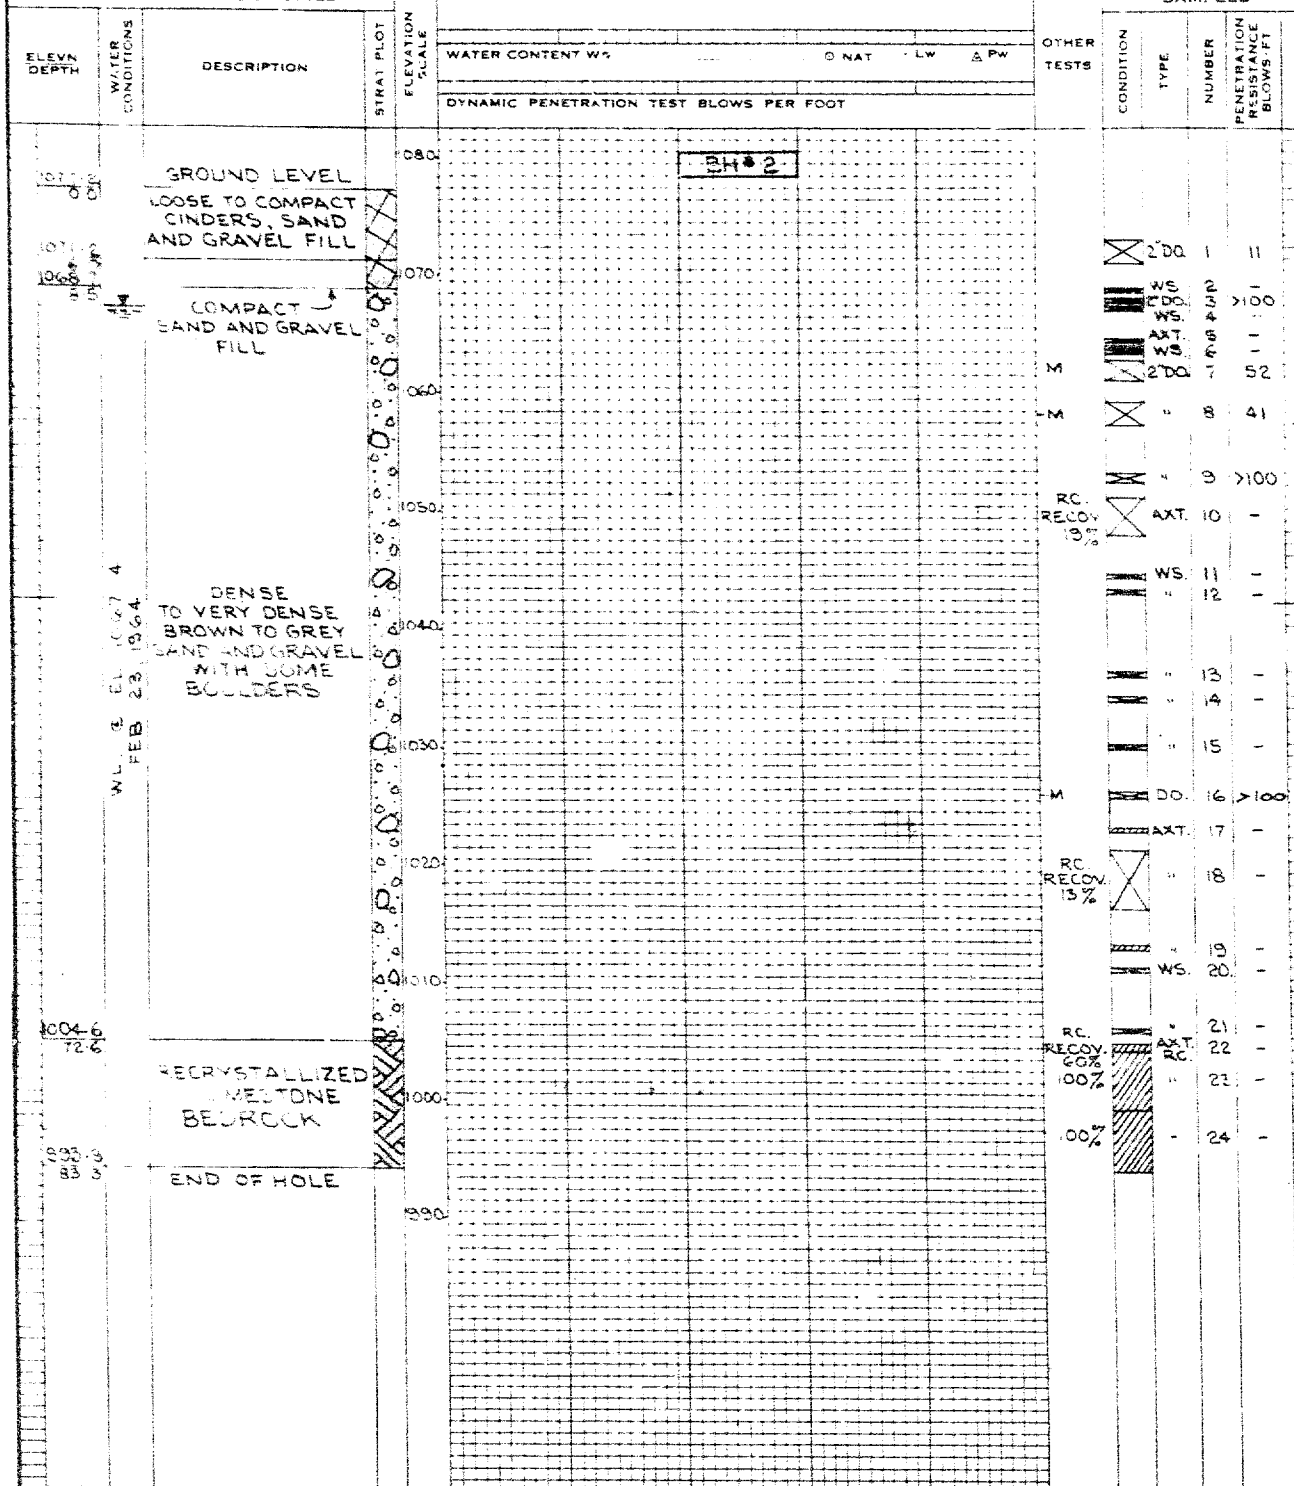 ELEVN
DEPTH
WATER
CONDITIONS
DESCRIPTION
STRAT PLOT
ELEVATION
SCALE
WATER CONTENT W%
⊙ NAT
LW
△ PW
DYNAMIC PENETRATION TEST BLOWS PER FOOT
OTHER
TESTS
CONDITION
TYPE
NUMBER
PENETRATION
RESISTANCE
BLOWS/FT
BH#2
GROUND LEVEL
0.0
LOOSE TO COMPACT
CINDERS, SAND
AND GRAVEL FILL
COMPACT
SAND AND GRAVEL
FILL
DENSE
TO VERY DENSE
BROWN TO GREY
SAND AND GRAVEL
WITH SOME
BOULDERS
WL @ EL
FEB 23 1964
1004.6
72.6
RECRYSTALLIZED
LIMESTONE
BEDROCK
END OF HOLE
1080
1070
1060
1050
1040
1030
1020
1010
1000
990
2"DO. 1 11
WS 2 -
2"DO. 3 >100
WS. 4
AXT. 5 -
WS. 6 -
M 2"DO. 7 52
M " 8 41
" 9 >100
RC.
RECOV
19%
AXT. 10 -
WS. 11 -
" 12 -
" 13 -
" 14 -
" 15 -
M DO. 16 >100
AXT. 17 -
RC.
RECOV.
13%
" 18 -
" 19 -
WS. 20. -
" 21 -
RC.
RECOV.
60%
100%
AXT.
RC. 22 -
" 23 -
100% - 24 -